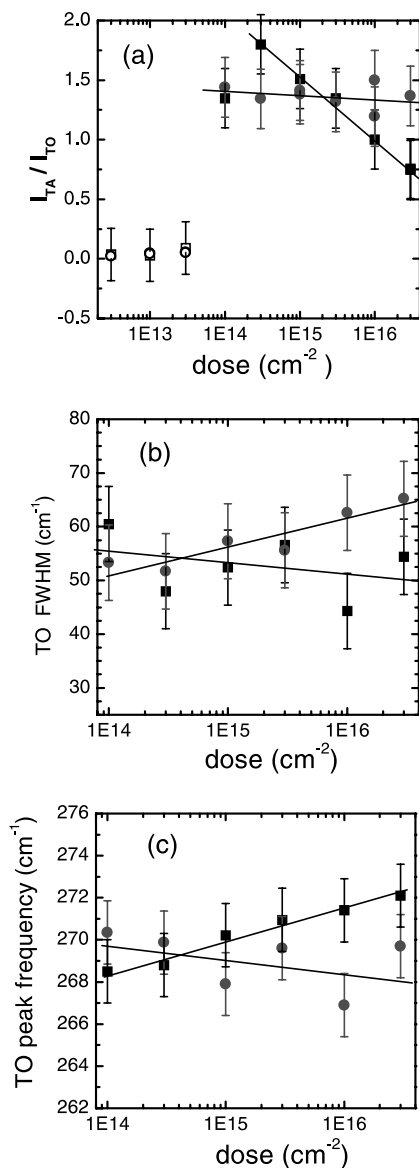 (a)
I_TA / I_TO
2.0
1.5
1.0
0.5
0.0
-0.5
1E13 1E14 1E15 1E16
dose (cm⁻²)
(b)
TO FWHM (cm⁻¹)
80
70
60
50
40
30
1E14 1E15 1E16
dose (cm⁻²)
(c)
TO peak frequency (cm⁻¹)
276
274
272
270
268
266
264
262
1E14 1E15 1E16
dose (cm⁻²)